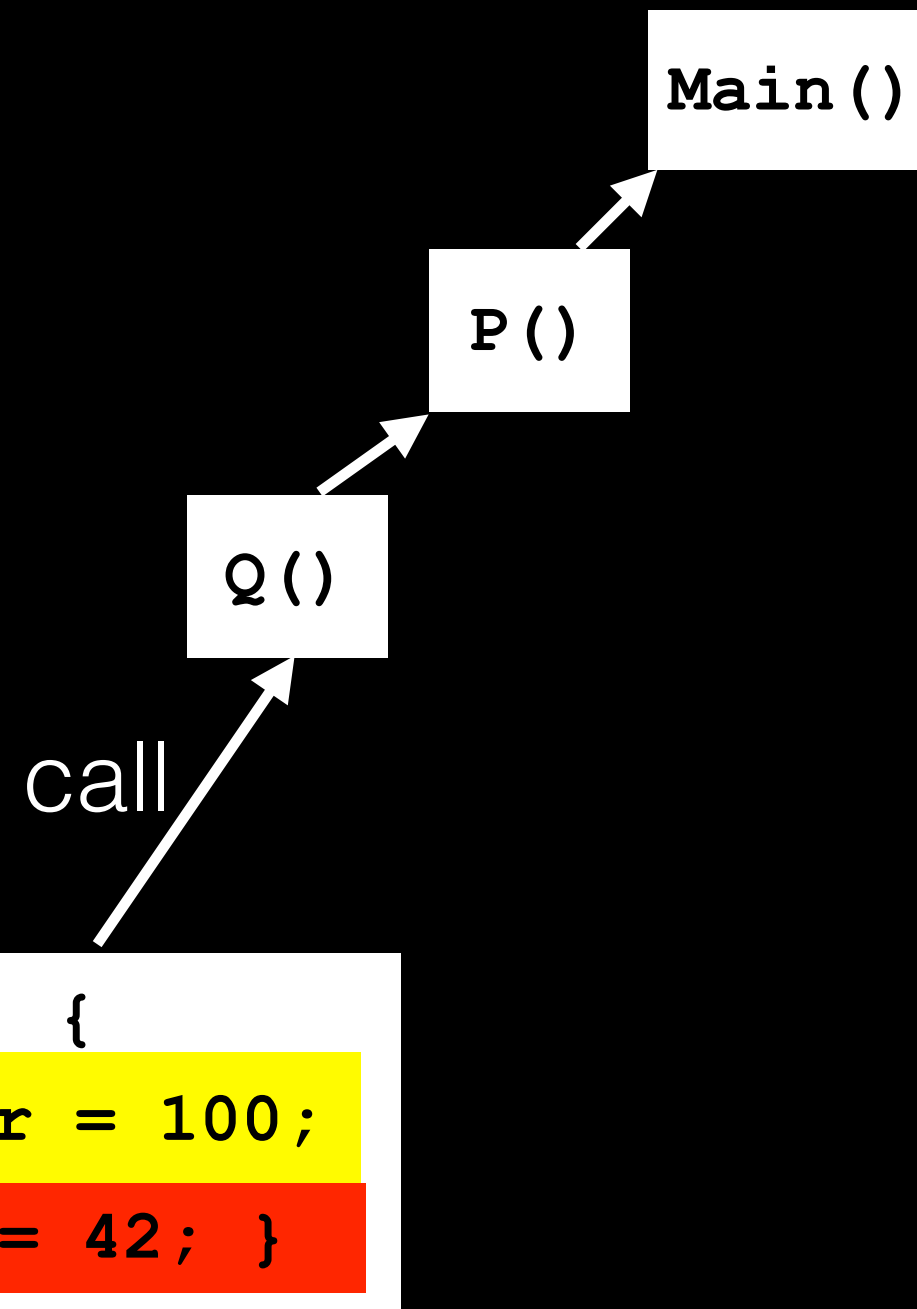 Main()
P()
Q()
call
{
r = 100;
= 42; }